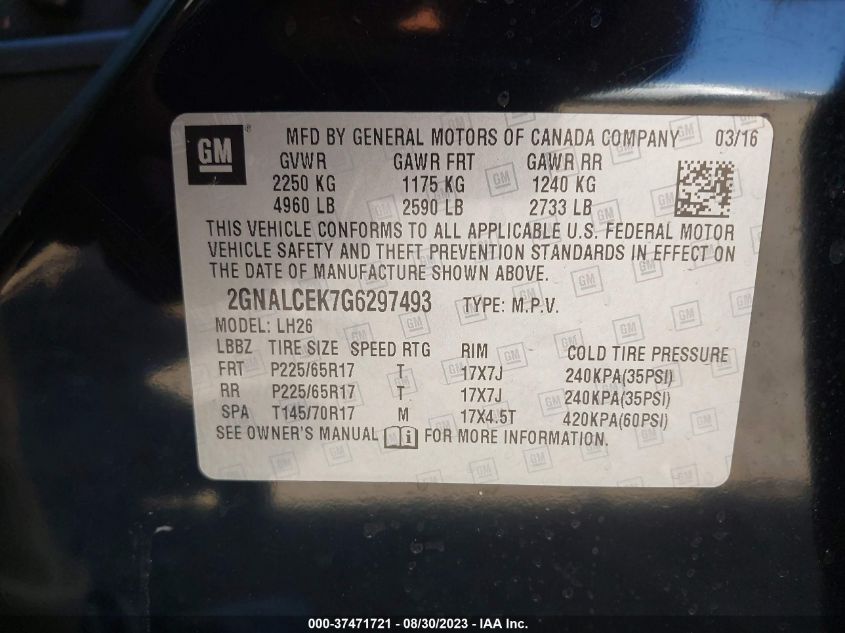 GM ® MFD BY GENERAL MOTORS OF CANADA COMPANY 03/16
GVWR GAWR FRT GAWR RR
2250 KG 1175 KG 1240 KG
4960 LB 2590 LB 2733 LB
THIS VEHICLE CONFORMS TO ALL APPLICABLE U.S. FEDERAL MOTOR
VEHICLE SAFETY AND THEFT PREVENTION STANDARDS IN EFFECT ON
THE DATE OF MANUFACTURE SHOWN ABOVE.
2GNALCEK7G6297493 TYPE: M.P.V.
MODEL: LH26
LBBZ TIRE SIZE SPEED RTG RIM COLD TIRE PRESSURE
FRT P225/65R17 T 17X7J 240KPA(35PSI)
RR P225/65R17 T 17X7J 240KPA(35PSI)
SPA T145/70R17 M 17X4.5T 420KPA(60PSI)
SEE OWNER'S MANUAL FOR MORE INFORMATION.
000-37471721 - 08/30/2023 - IAA Inc.